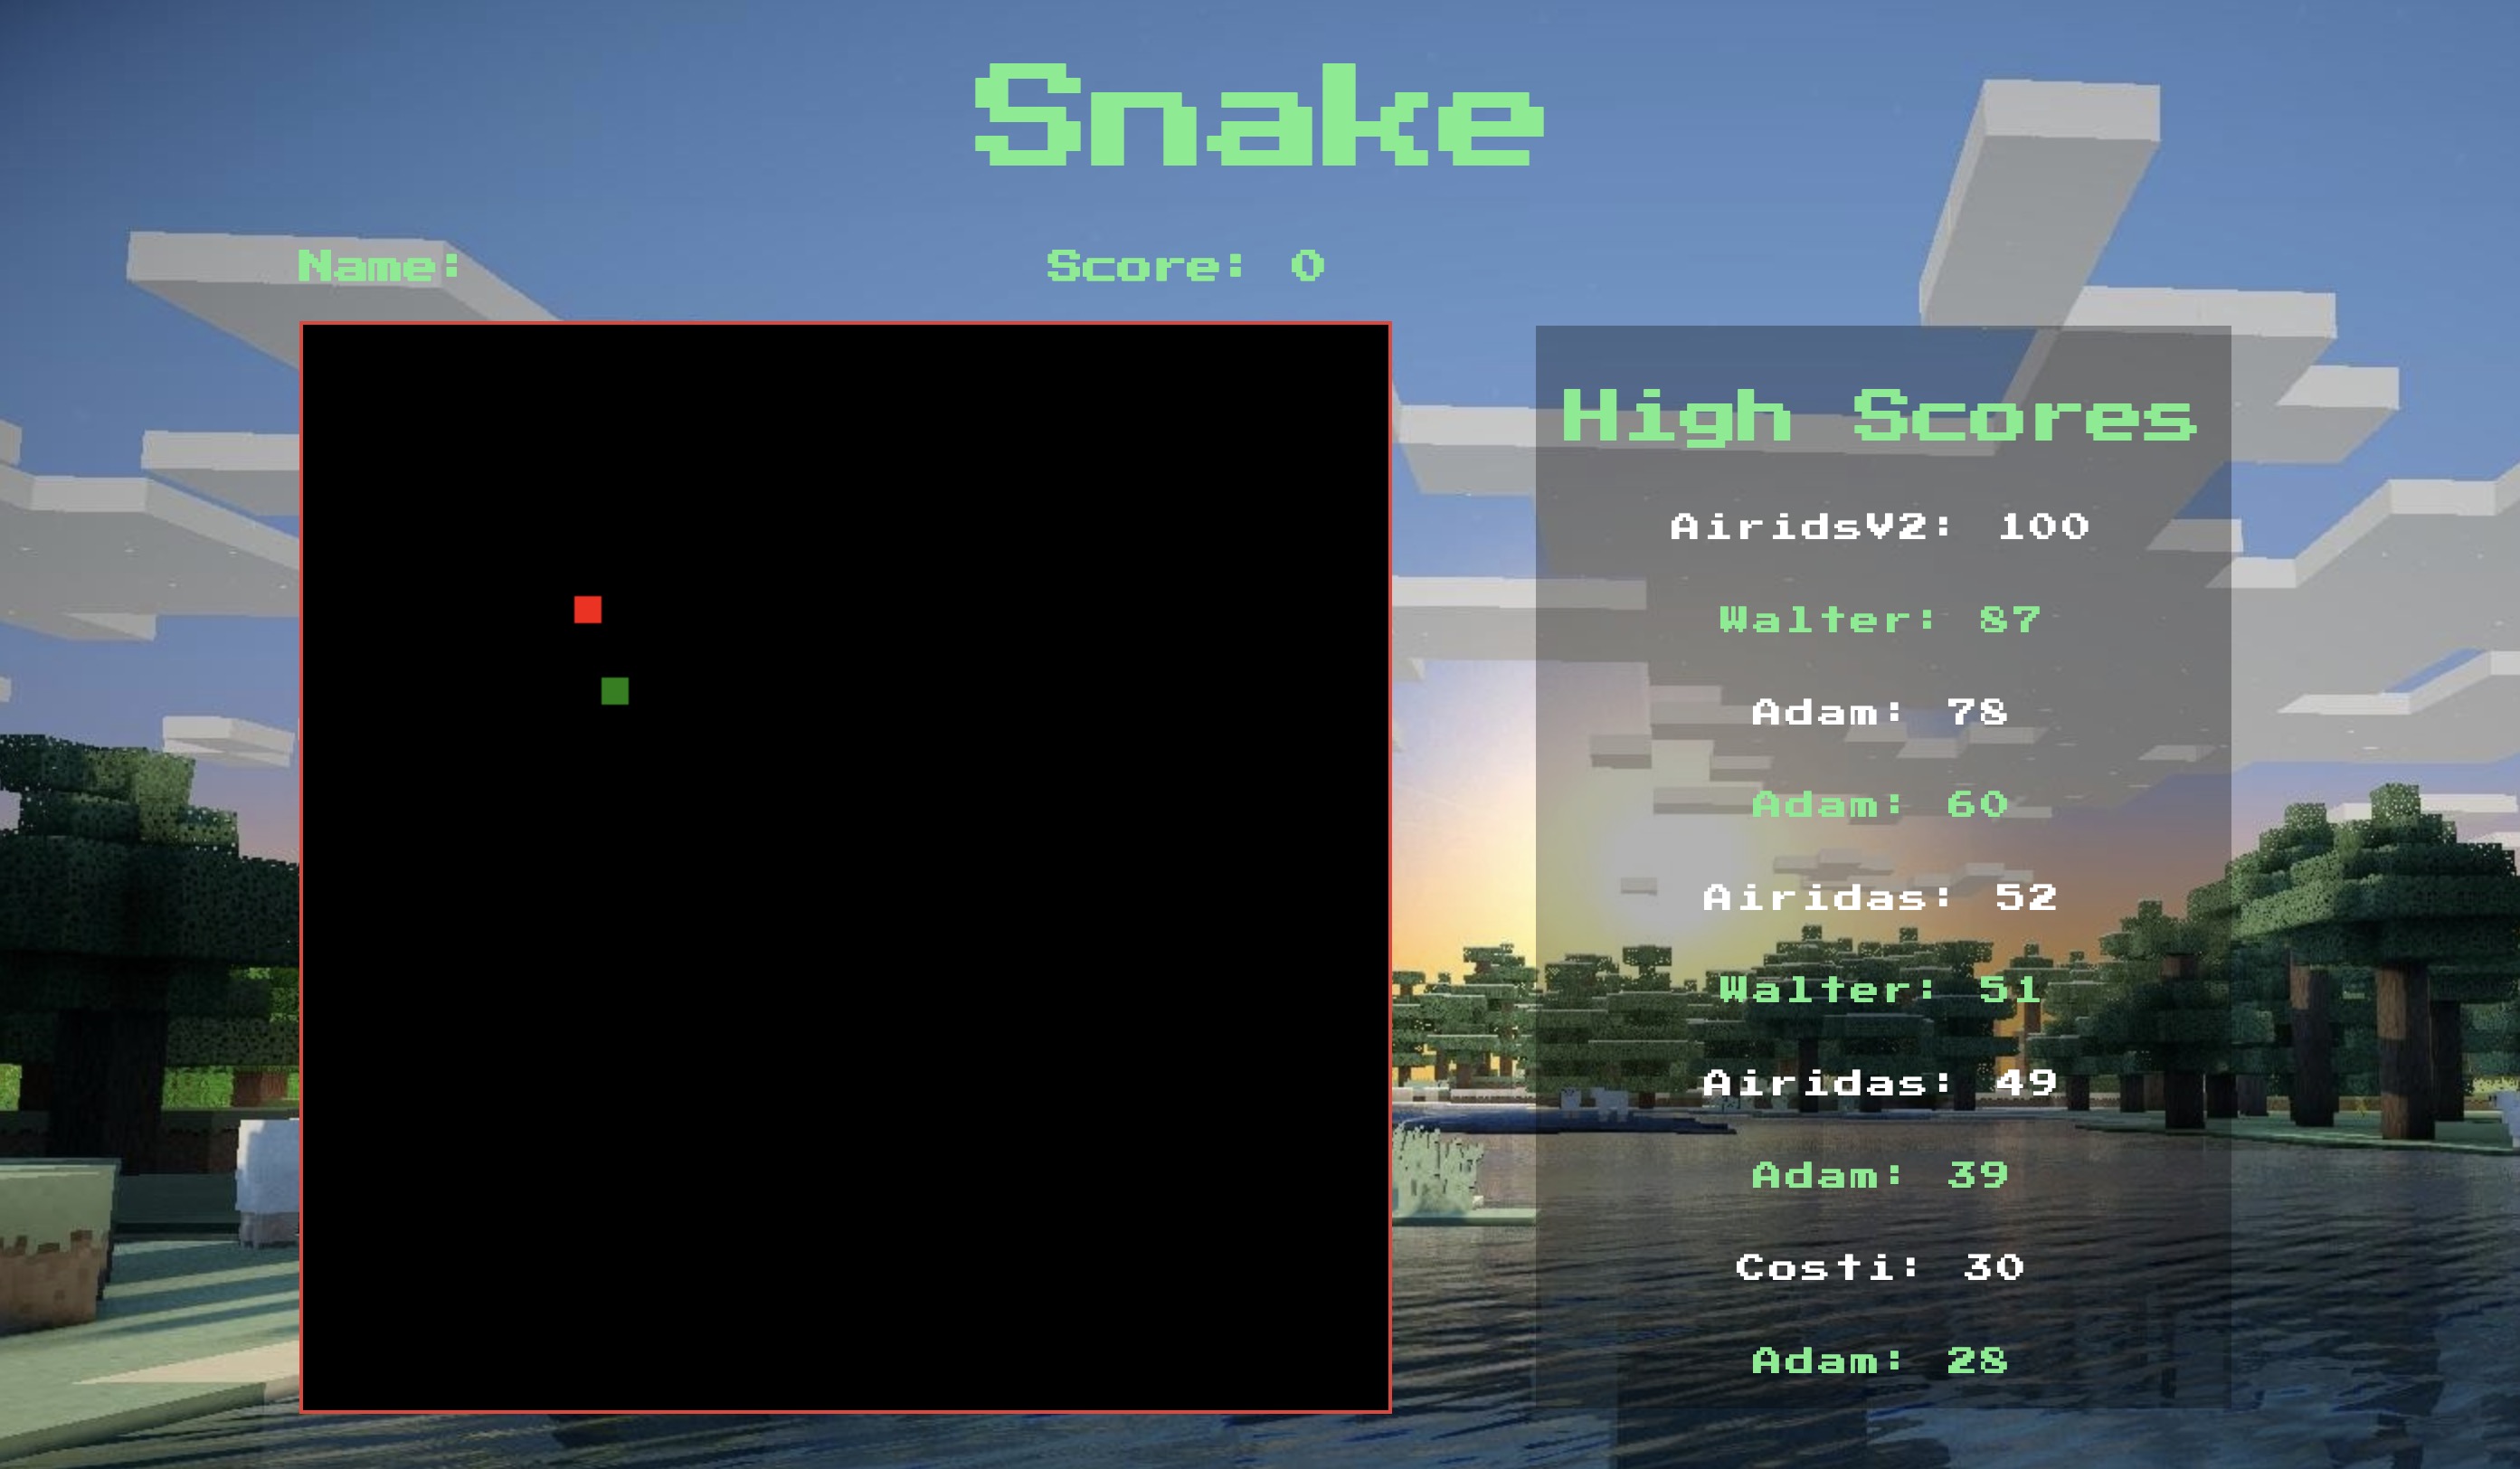 Snake
Name: Score: 0
High Scores
AiridsV2: 100
Walter: 87
Adam: 78
Adam: 60
Airidas: 52
Walter: 51
Airidas: 49
Adam: 39
Costi: 30
Adam: 28